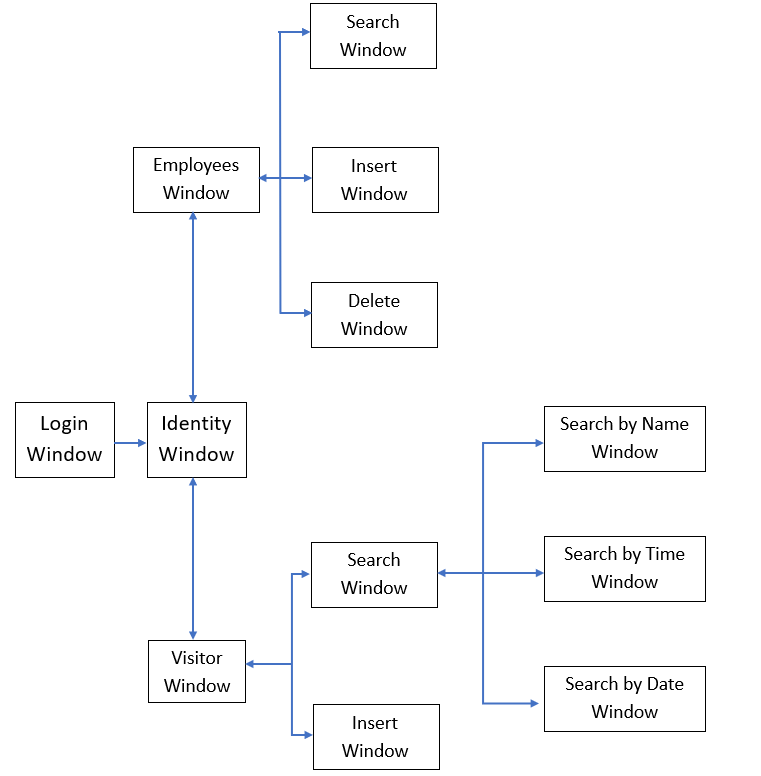 Search
Window
Employees
Window
Insert
Window
Delete
Window
Login
Window
Identity
Window
Search by Name
Window
Search
Window
Search by Time
Window
Visitor
Window
Search by Date
Window
Insert
Window